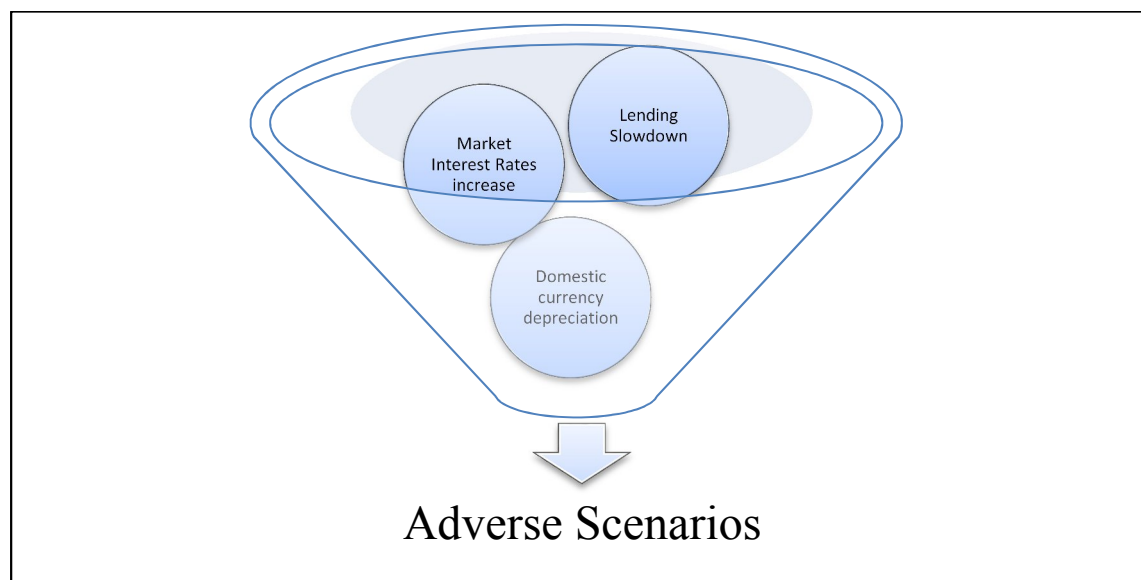 Lending
Slowdown
Market
Interest Rates
increase
Domestic
currency
depreciation
Adverse Scenarios